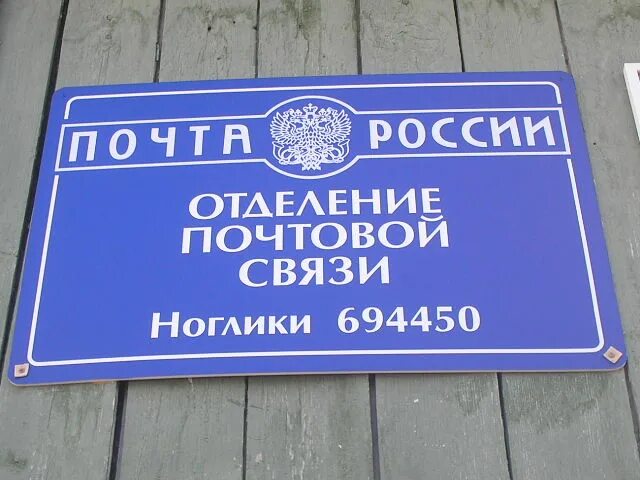 ПОЧТА РОССИИ
ОТДЕЛЕНИЕ
ПОЧТОВОЙ
СВЯЗИ
Ноглики 694450